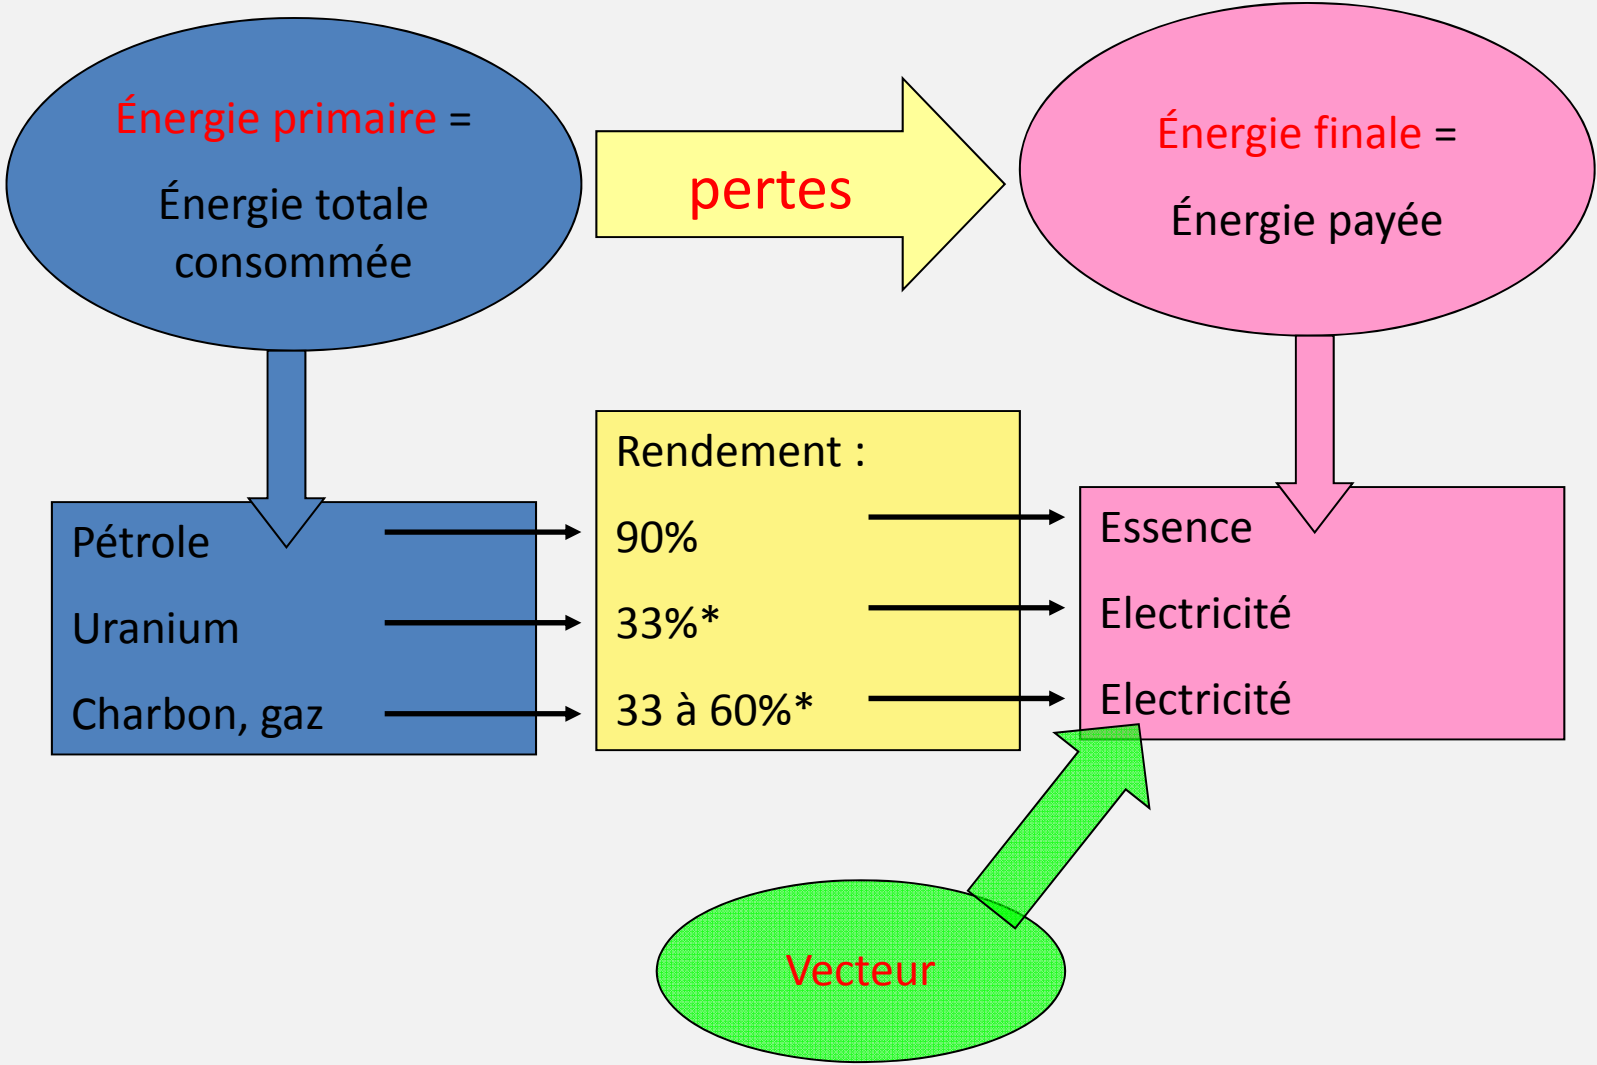 Énergie primaire =
Énergie totale
consommée
pertes
Énergie finale =
Énergie payée
Pétrole
Uranium
Charbon, gaz
Rendement :
90%
33%*
33 à 60%*
Essence
Electricité
Electricité
Vecteur